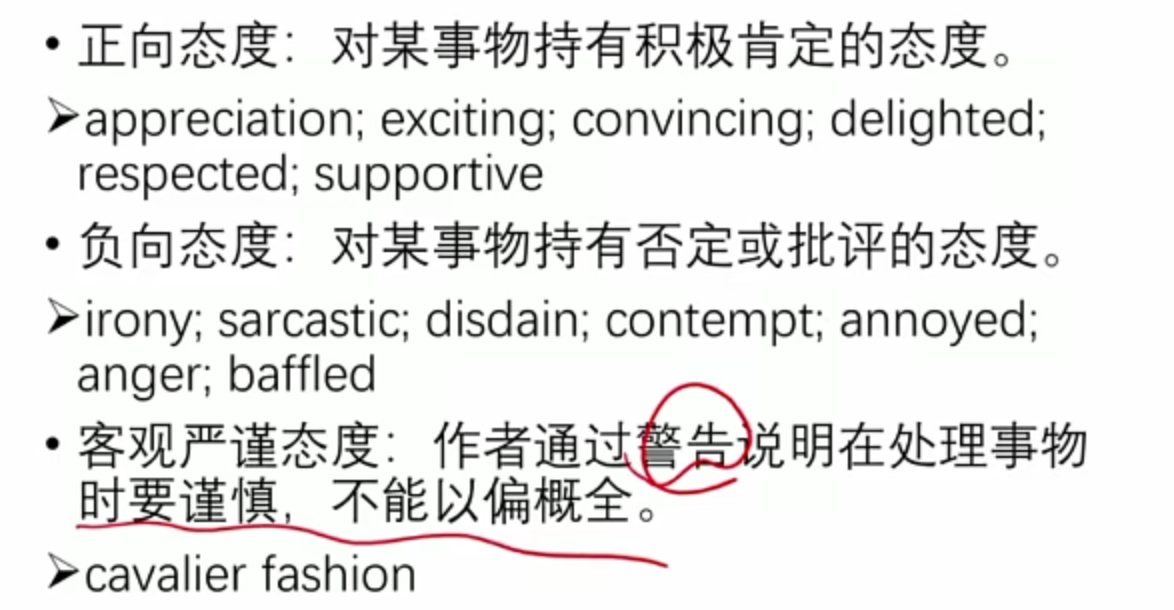 • 正向态度：对某事物持有积极肯定的态度。
➢appreciation; exciting; convincing; delighted;
respected; supportive
• 负向态度：对某事物持有否定或批评的态度。
➢irony; sarcastic; disdain; contempt; annoyed;
anger; baffled
• 客观严谨态度：作者通过警告说明在处理事物
时要谨慎，不能以偏概全。
➢cavalier fashion